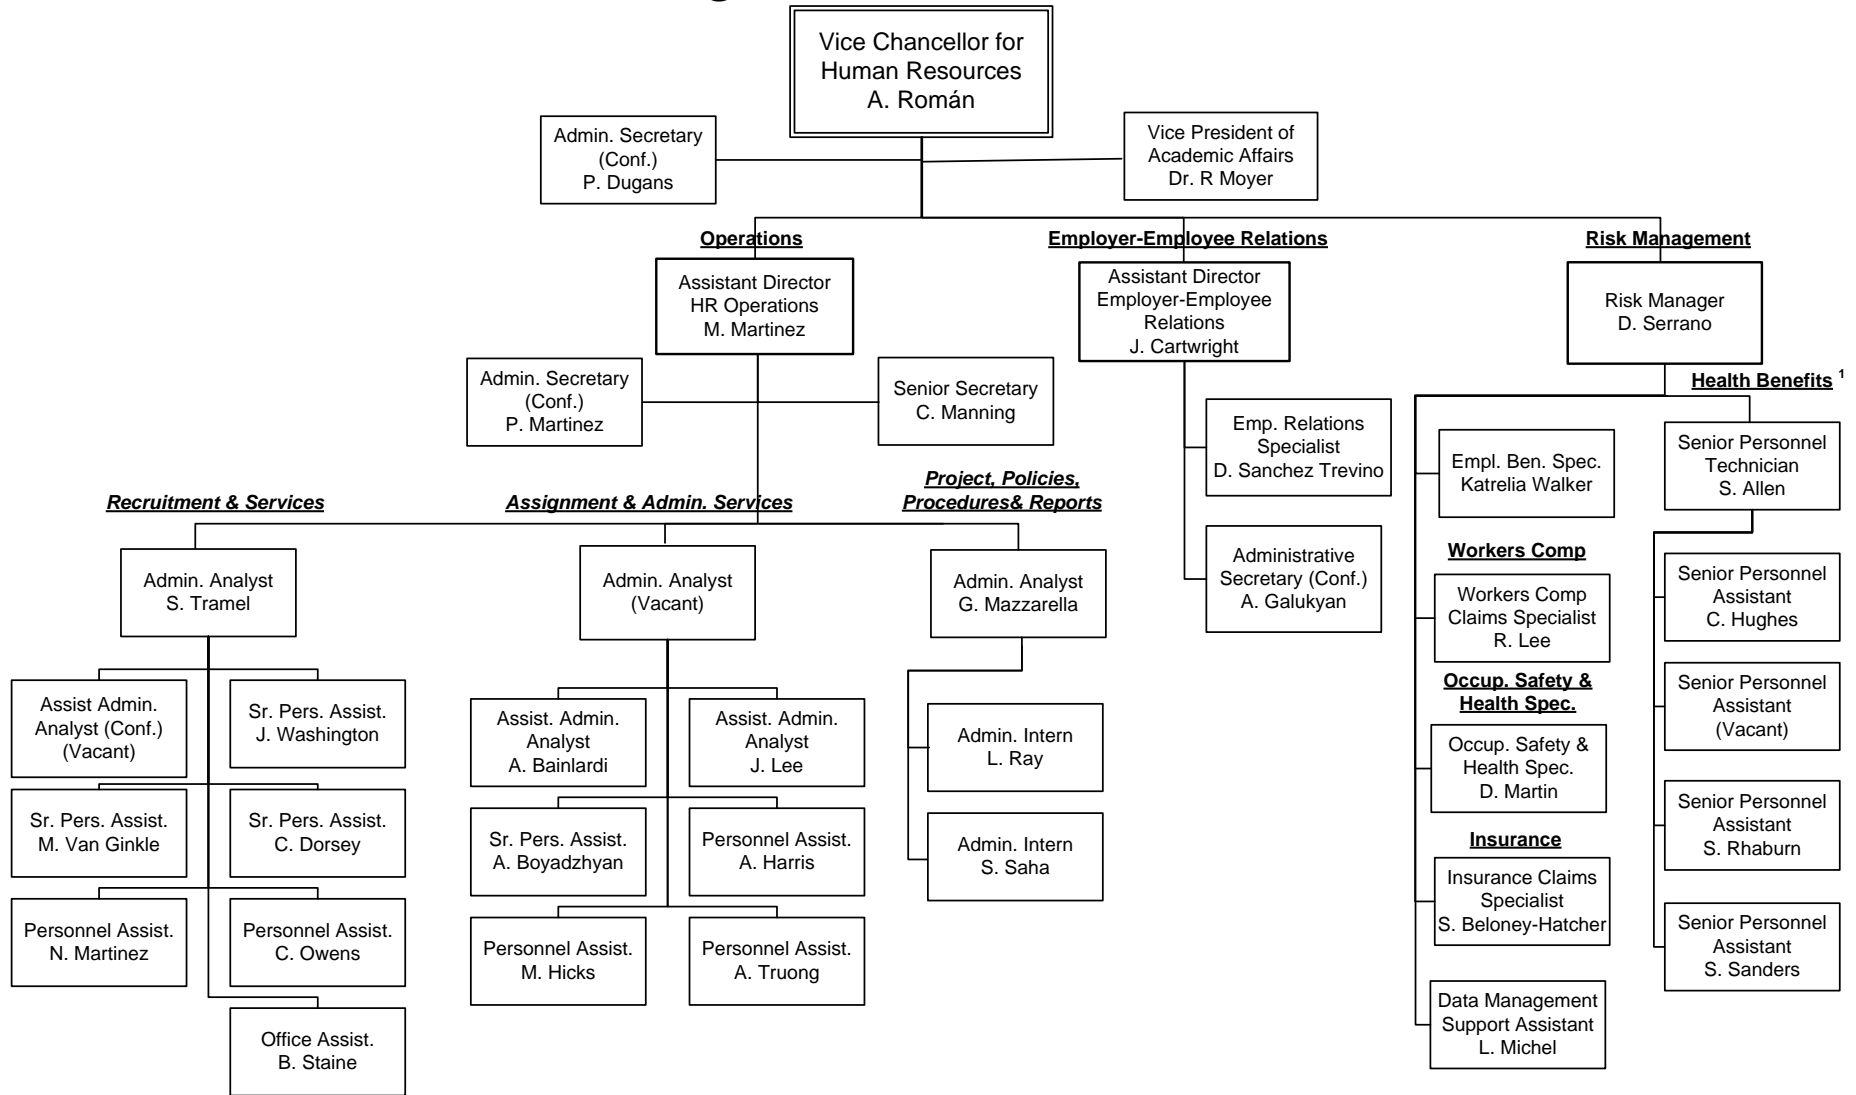 Vice Chancellor for
Human Resources
A. Román
Admin. Secretary
(Conf.)
P. Dugans
Vice President of
Academic Affairs
Dr. R Moyer
Operations
Assistant Director
HR Operations
M. Martinez
Admin. Secretary
(Conf.)
P. Martinez
Senior Secretary
C. Manning
Recruitment & Services
Admin. Analyst
S. Tramel
Assist Admin.
Analyst (Conf.)
(Vacant)
Sr. Pers. Assist.
J. Washington
Sr. Pers. Assist.
M. Van Ginkle
Sr. Pers. Assist.
C. Dorsey
Personnel Assist.
N. Martinez
Personnel Assist.
C. Owens
Office Assist.
B. Staine
Assignment & Admin. Services
Admin. Analyst
(Vacant)
Assist. Admin.
Analyst
A. Bainlardi
Assist. Admin.
Analyst
J. Lee
Sr. Pers. Assist.
A. Boyadzhyan
Personnel Assist.
A. Harris
Personnel Assist.
M. Hicks
Personnel Assist.
A. Truong
Project, Policies,
Procedures& Reports
Admin. Analyst
G. Mazzarella
Admin. Intern
L. Ray
Admin. Intern
S. Saha
Employer-Employee Relations
Assistant Director
Employer-Employee
Relations
J. Cartwright
Emp. Relations
Specialist
D. Sanchez Trevino
Administrative
Secretary (Conf.)
A. Galukyan
Risk Management
Risk Manager
D. Serrano
Empl. Ben. Spec.
Katrelia Walker
Workers Comp
Workers Comp
Claims Specialist
R. Lee
Occup. Safety &
Health Spec.
Occup. Safety &
Health Spec.
D. Martin
Insurance
Insurance Claims
Specialist
S. Beloney-Hatcher
Data Management
Support Assistant
L. Michel
Health Benefits ¹
Senior Personnel
Technician
S. Allen
Senior Personnel
Assistant
C. Hughes
Senior Personnel
Assistant
(Vacant)
Senior Personnel
Assistant
S. Rhaburn
Senior Personnel
Assistant
S. Sanders